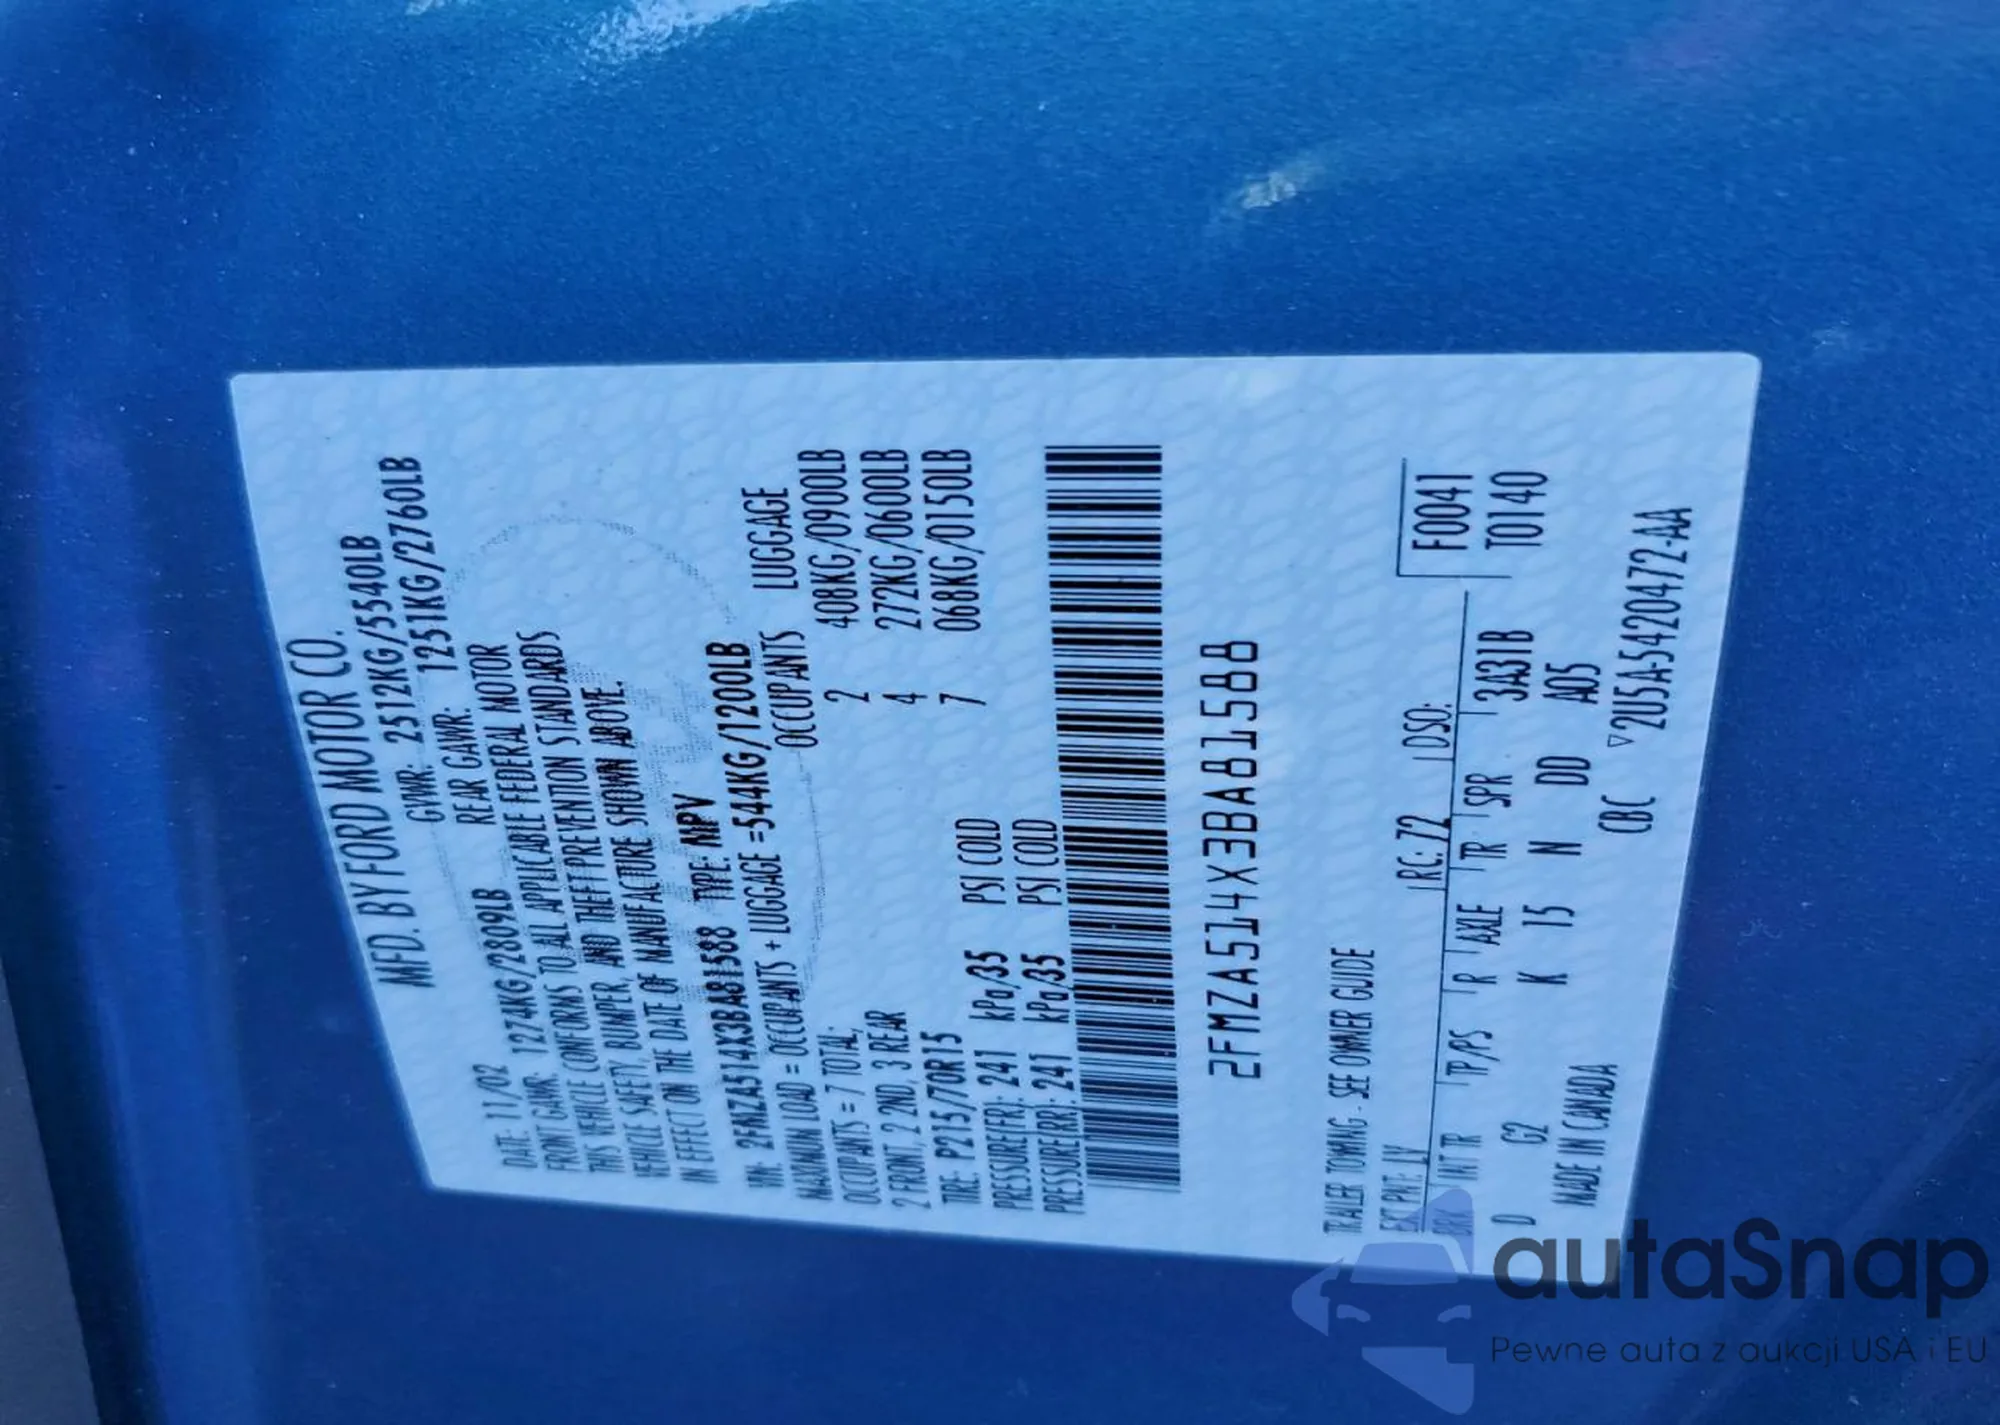 MFD. BY FORD MOTOR CO.
DATE: 11/02 GVWR: 2512KG/5540LB
FRONT GAWR: 1274KG/2809LB REAR GAWR: 1251KG/2760LB
THIS VEHICLE CONFORMS TO ALL APPLICABLE FEDERAL MOTOR
VEHICLE SAFETY, BUMPER, AND THEFT PREVENTION STANDARDS
IN EFFECT ON THE DATE OF MANUFACTURE SHOWN ABOVE.
VIN: 2FMZA514X3BA81588 TYPE: MPV
MAXIMUM LOAD = OCCUPANTS + LUGGAGE =544KG/1200LB
OCCUPANTS = 7 TOTAL, OCCUPANTS LUGGAGE
2 FRONT, 2 2ND, 3 REAR 2 408KG/0900LB
TIRE: P215/70R15 4 272KG/0600LB
PRESSURE(FR): 241 kPa/35 PSI COLD 7 068KG/0150LB
PRESSURE(RR): 241 kPa/35 PSI COLD
2FMZA514X3BA81588
TRAILER TOWING - SEE OWNER GUIDE
EXT PNT: LV RC: 72 DSO: F0041
BRK INT TR TP/PS R AXLE TR SPR T0140
D G2 K 15 N DD 3A31B
A05
MADE IN CANADA CBC ▽2U5A-5420472-AA
autaSnap
Pewne auta z aukcji USA i EU